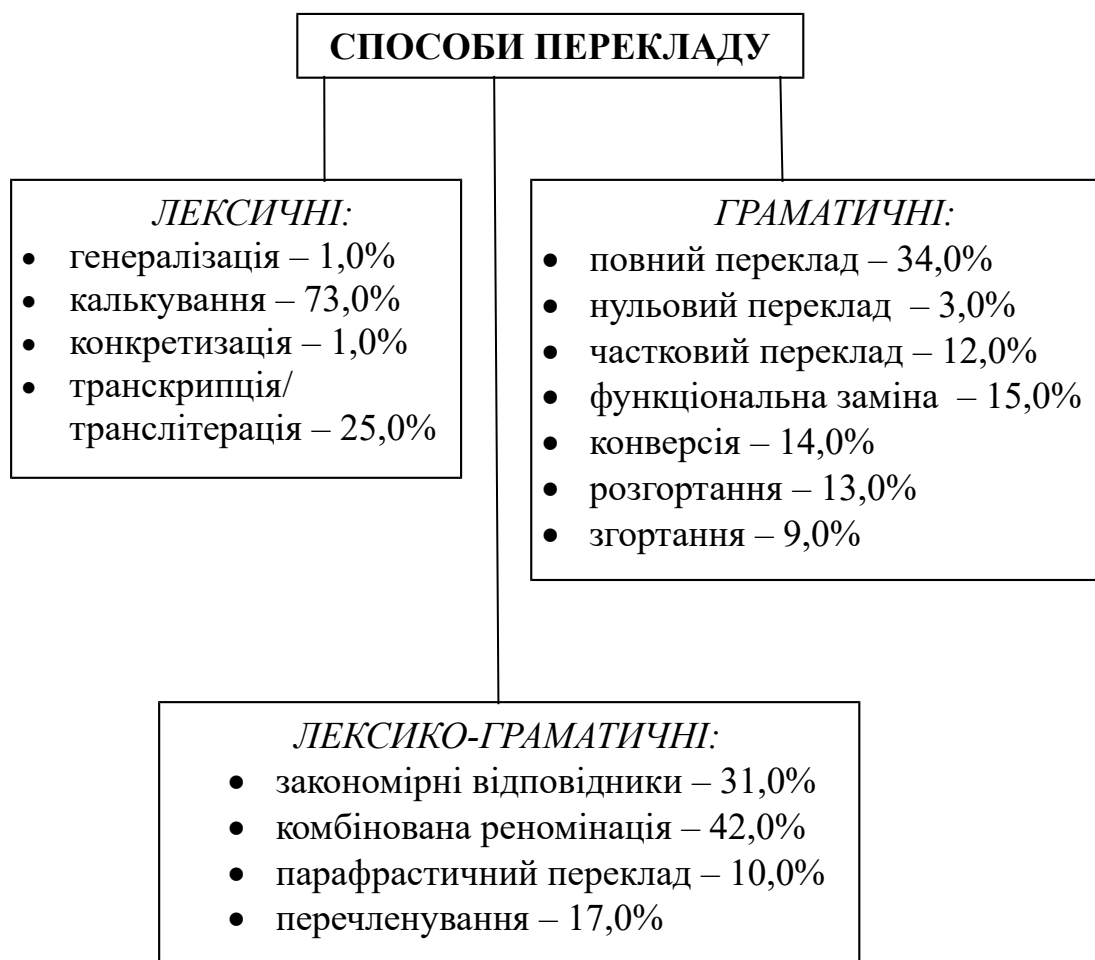 СПОСОБИ ПЕРЕКЛАДУ
ЛЕКСИЧНІ:
• генералізація – 1,0%
• калькування – 73,0%
• конкретизація – 1,0%
• транскрипція/
транслітерація – 25,0%
ГРАМАТИЧНІ:
• повний переклад – 34,0%
• нульовий переклад – 3,0%
• частковий переклад – 12,0%
• функціональна заміна – 15,0%
• конверсія – 14,0%
• розгортання – 13,0%
• згортання – 9,0%
ЛЕКСИКО-ГРАМАТИЧНІ:
• закономірні відповідники – 31,0%
• комбінована реномінація – 42,0%
• парафрастичний переклад – 10,0%
• перечленування – 17,0%